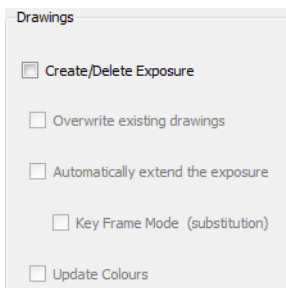 Drawings
Create/Delete Exposure
Overwrite existing drawings
Automatically extend the exposure
Key Frame Mode (substitution)
Update Colours